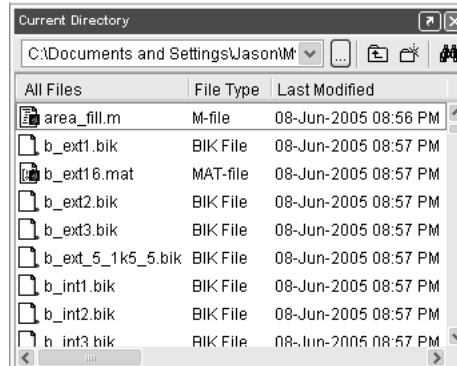 Current Directory
C:\Documents and Settings\Jason\M ...
All Files File Type Last Modified
area_fill.m M-file 08-Jun-2005 08:56 PM
b_ext1.bik BIK File 08-Jun-2005 08:57 PM
b_ext16.mat MAT-file 08-Jun-2005 08:57 PM
b_ext2.bik BIK File 08-Jun-2005 08:57 PM
b_ext3.bik BIK File 08-Jun-2005 08:57 PM
b_ext_5_1k5_5.bik BIK File 08-Jun-2005 08:57 PM
b_int1.bik BIK File 08-Jun-2005 08:57 PM
b_int2.bik BIK File 08-Jun-2005 08:57 PM
b_int3.bik BIK File 08-Jun-2005 08:57 PM